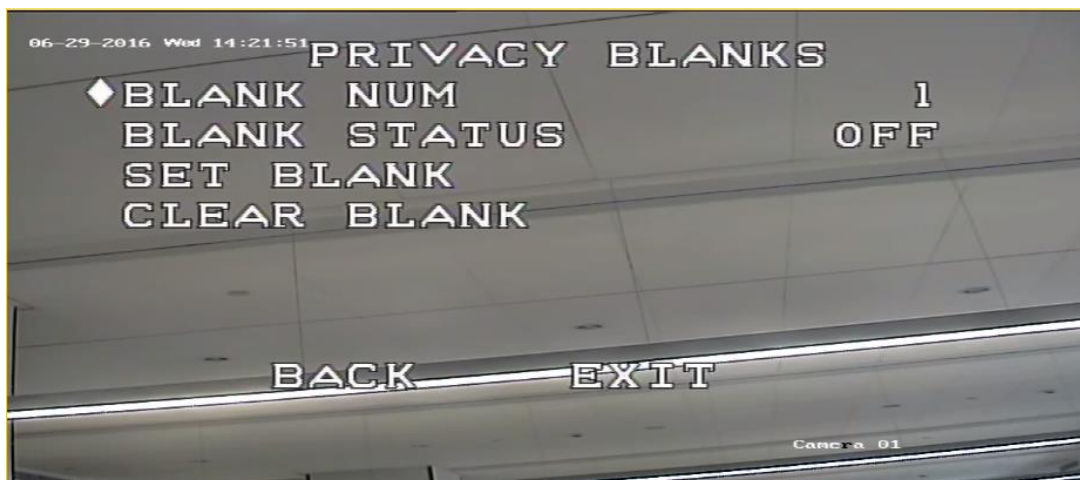 06-29-2016 Wed 14:21:51
PRIVACY BLANKS
BLANK NUM 1
BLANK STATUS OFF
SET BLANK
CLEAR BLANK
BACK EXIT
Camera 01